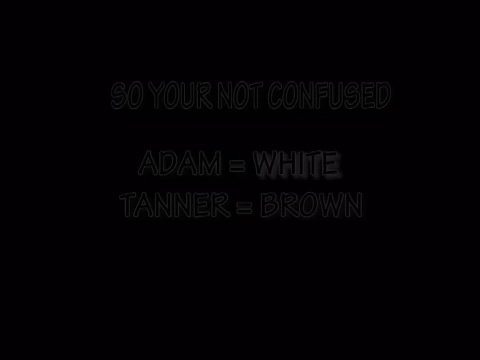 SO YOUR NOT CONFUSED
ADAM = WHITE
TANNER = BROWN